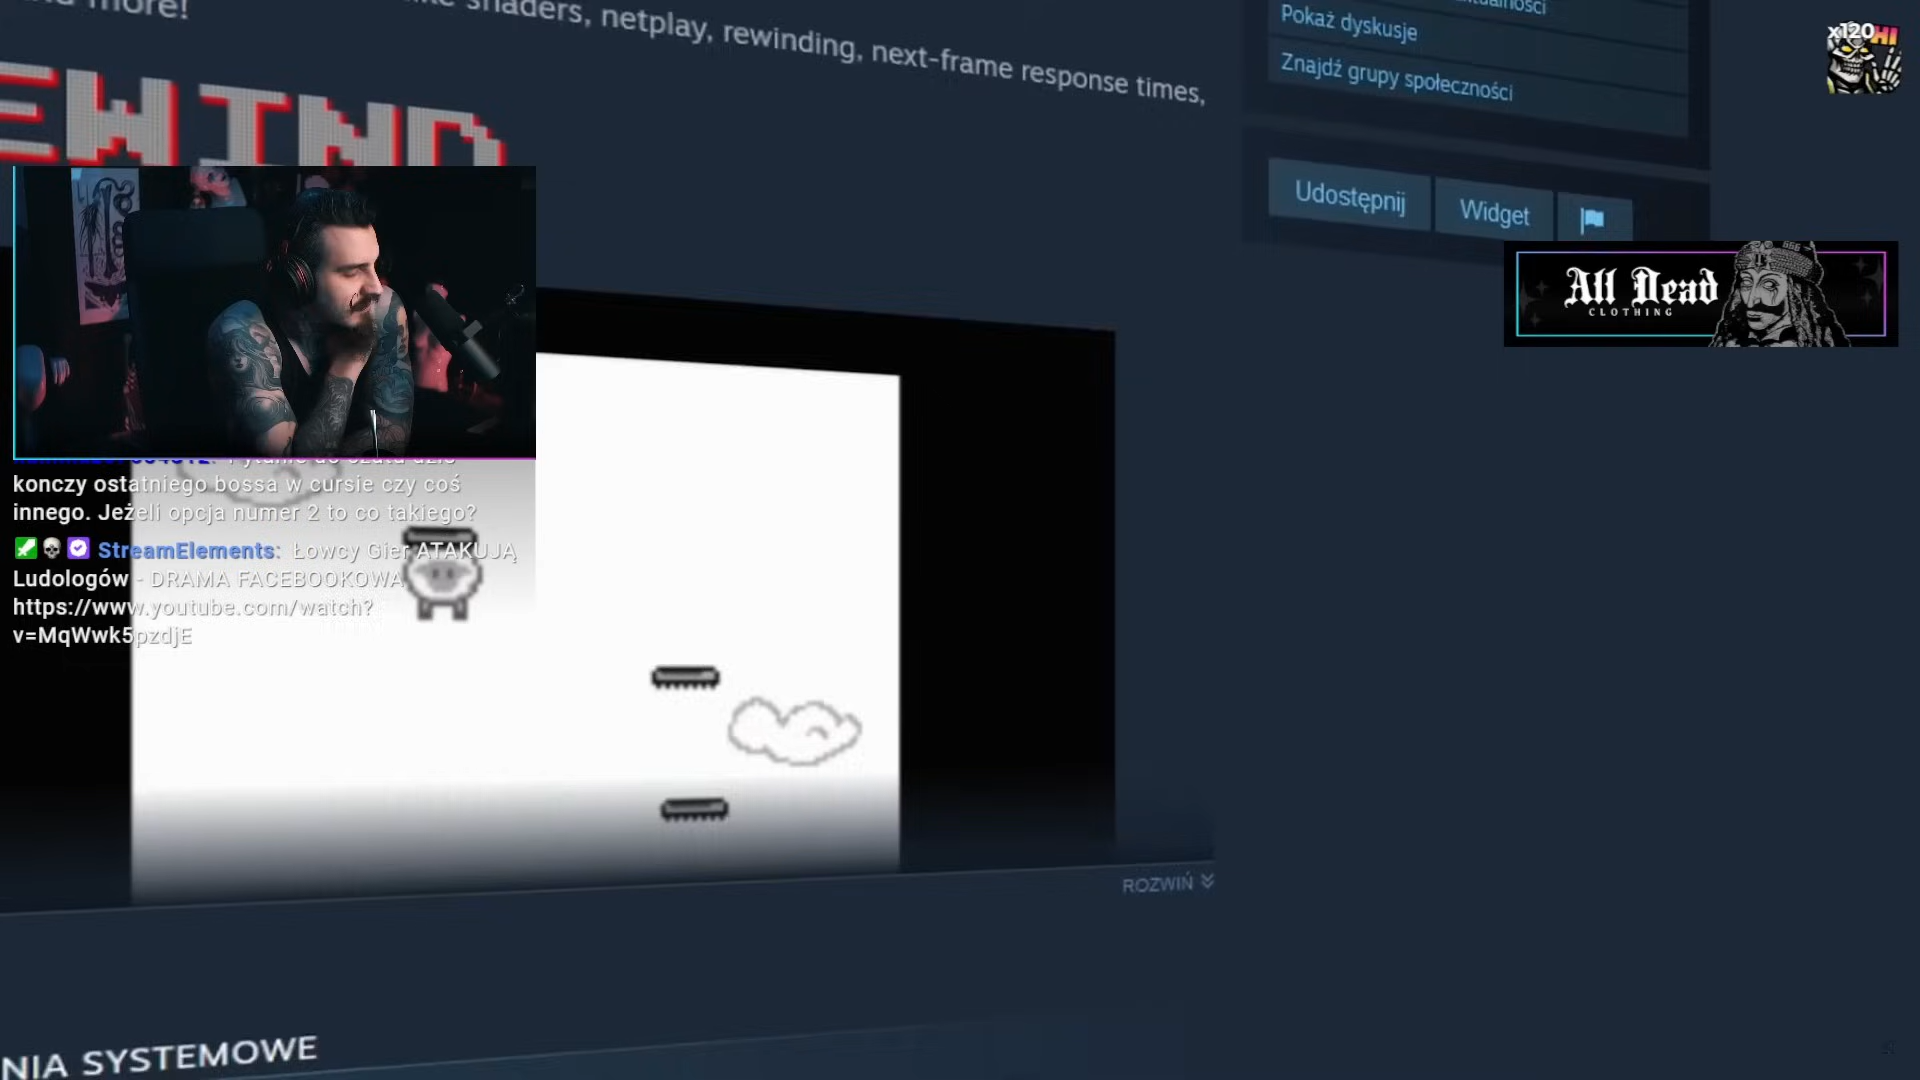 more!
shaders, netplay, rewinding, next-frame response times,
Pokaż dyskusje
Znajdź grupy społeczności
x120
HI
EWIND
Udostępnij
Widget
All Dead
CLOTHING
konczy ostatniego bossa w cursie czy coś
innego. Jeżeli opcja numer 2 to co takiego?
StreamElements: Łowcy Gier ATAKUJĄ
Ludologów - DRAMA FACEBOOKOWA
https://www.youtube.com/watch?
v=MqWwk5pzdjE
ROZWIŃ
NIA SYSTEMOWE